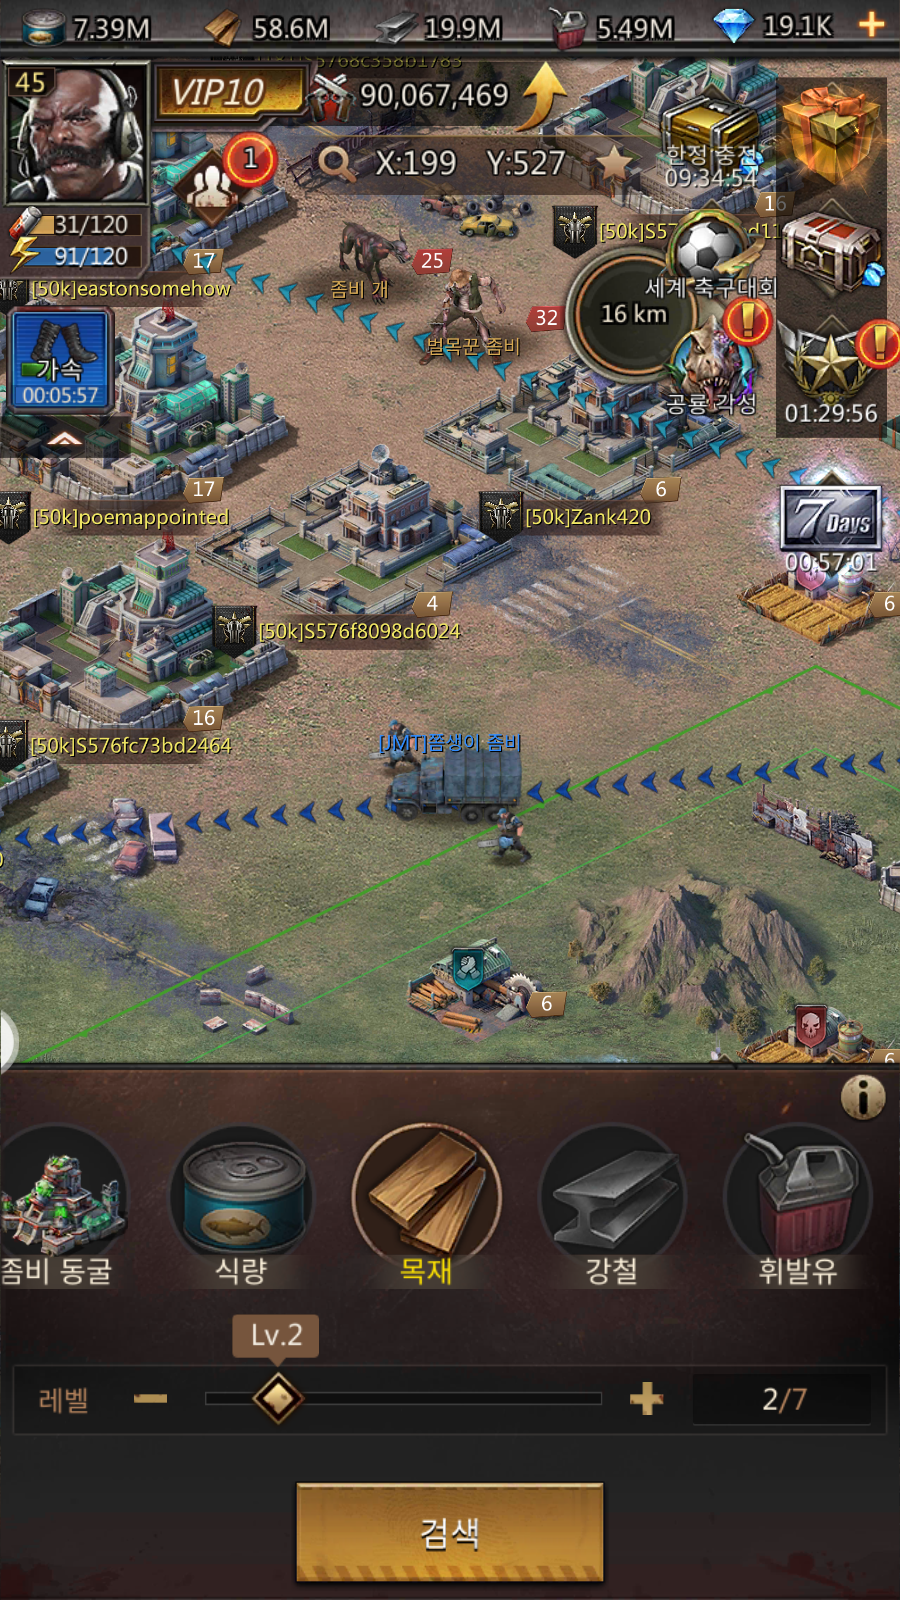 7.39M 58.6M 19.9M 5.49M 19.1K
45
VIP10 90,067,469
1
X:199 Y:527
한정 충전
09:34:54
31/120
91/120
17
16
[50k]eastonsomehow
25
좀비 개
32
벌목꾼 좀비
16 km
세계 축구대회
가속
00:05:57
공룡 각성
01:29:56
17
[50k]poemappointed
6
[50k]Zank420
7 Days
00:57:01
4
[50k]S576f8098d6024
6
16
[50k]S576fc73bd2464
[JMT]쫌생이 좀비
6
6
좀비 동굴 식량 목재 강철 휘발유
Lv.2
레벨 2/7
검색